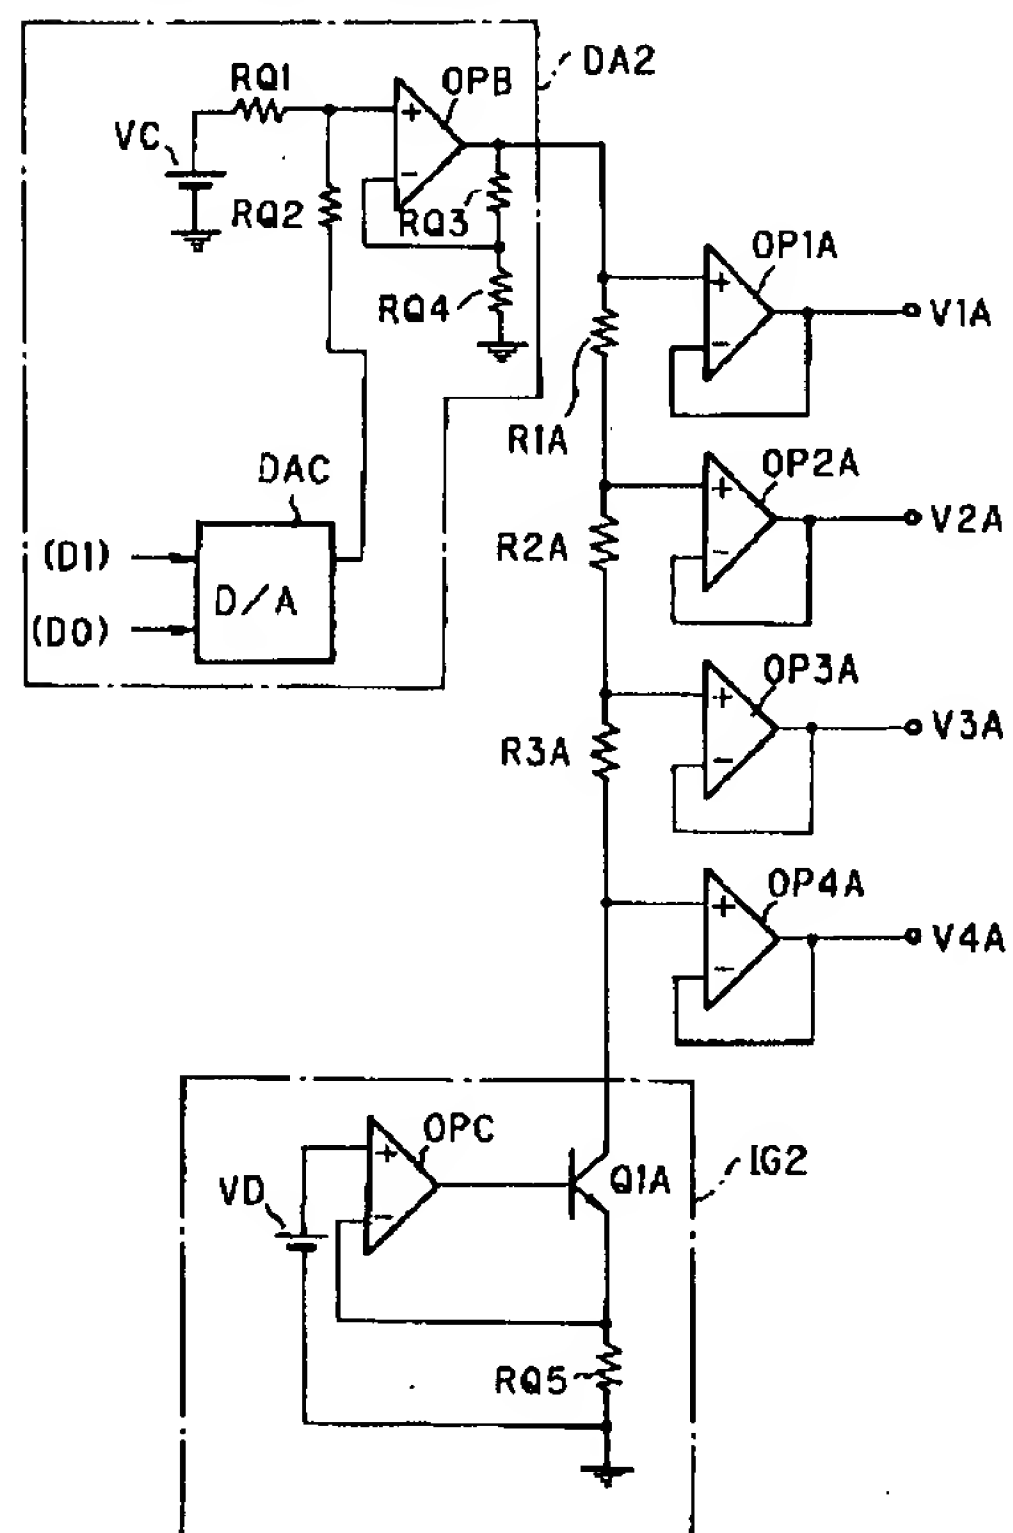 DA2
RQ1
OPB
VC
+
-
RQ2
RQ3
RQ4
OP1A
+
-
V1A
R1A
DAC
OP2A
+
-
V2A
R2A
(D1)
D/A
(D0)
OP3A
+
-
V3A
R3A
OP4A
+
-
V4A
OPC
+
-
Q1A
IG2
VD
RQ5